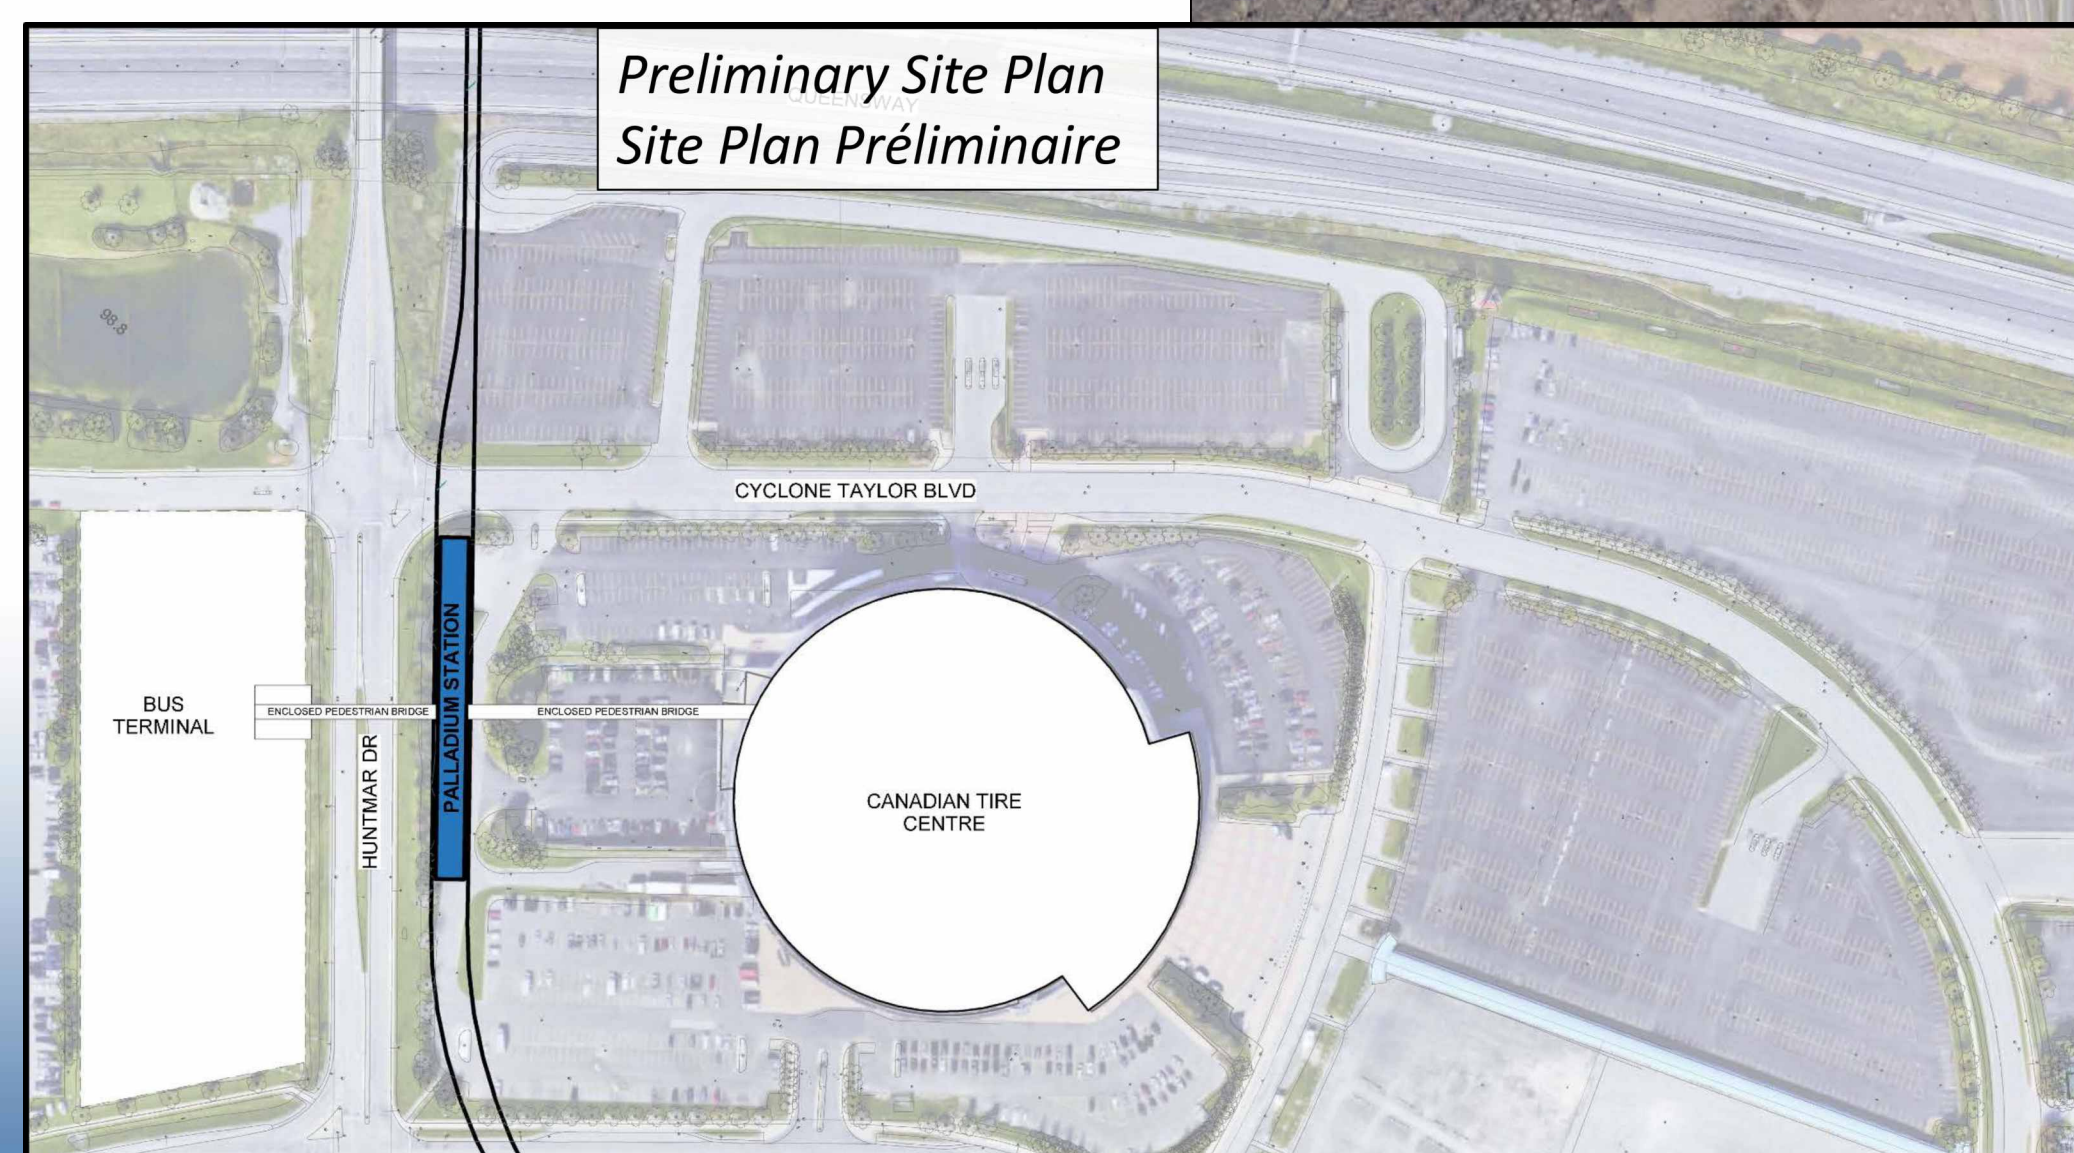 Preliminary Site Plan
QUEENSWAY
Site Plan Préliminaire
98.8
CYCLONE TAYLOR BLVD
BUS
TERMINAL
ENCLOSED PEDESTRIAN BRIDGE
HUNTMAR DR
PALLADIUM STATION
ENCLOSED PEDESTRIAN BRIDGE
CANADIAN TIRE
CENTRE